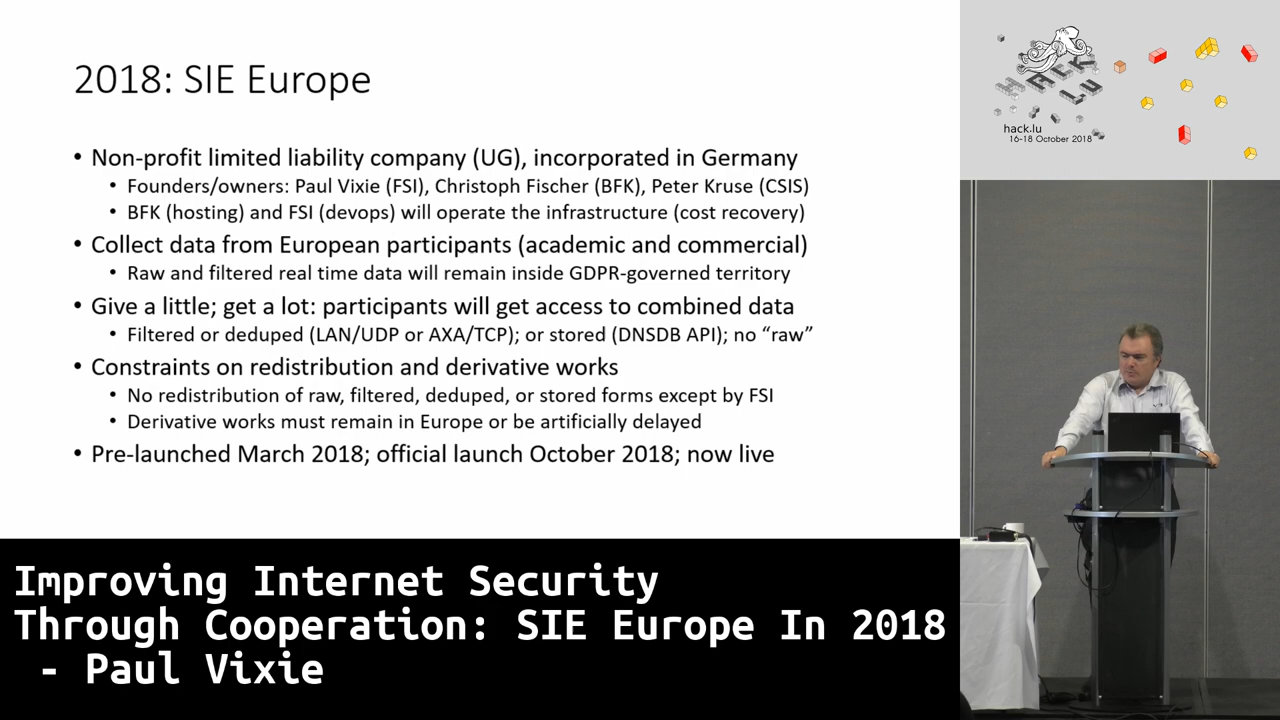 2018: SIE Europe
• Non-profit limited liability company (UG), incorporated in Germany
• Founders/owners: Paul Vixie (FSI), Christoph Fischer (BFK), Peter Kruse (CSIS)
• BFK (hosting) and FSI (devops) will operate the infrastructure (cost recovery)
• Collect data from European participants (academic and commercial)
• Raw and filtered real time data will remain inside GDPR-governed territory
• Give a little; get a lot: participants will get access to combined data
• Filtered or deduped (LAN/UDP or AXA/TCP); or stored (DNSDB API); no “raw”
• Constraints on redistribution and derivative works
• No redistribution of raw, filtered, deduped, or stored forms except by FSI
• Derivative works must remain in Europe or be artificially delayed
• Pre-launched March 2018; official launch October 2018; now live
HACK
LU
hack.lu
16-18 October 2018
Improving Internet Security
Through Cooperation: SIE Europe In 2018
- Paul Vixie